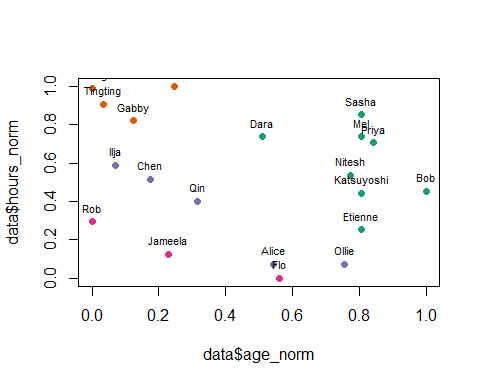 data$hours_norm
1.0
0.8
0.6
0.4
0.2
0.0
Tingting
Gabby
Sasha
Dara
Mel
Priya
Ilja
Chen
Nitesh
Qin
Katsuyoshi
Bob
Rob
Etienne
Jameela
Alice
Ollie
Flo
0.0
0.2
0.4
0.6
0.8
1.0
data$age_norm